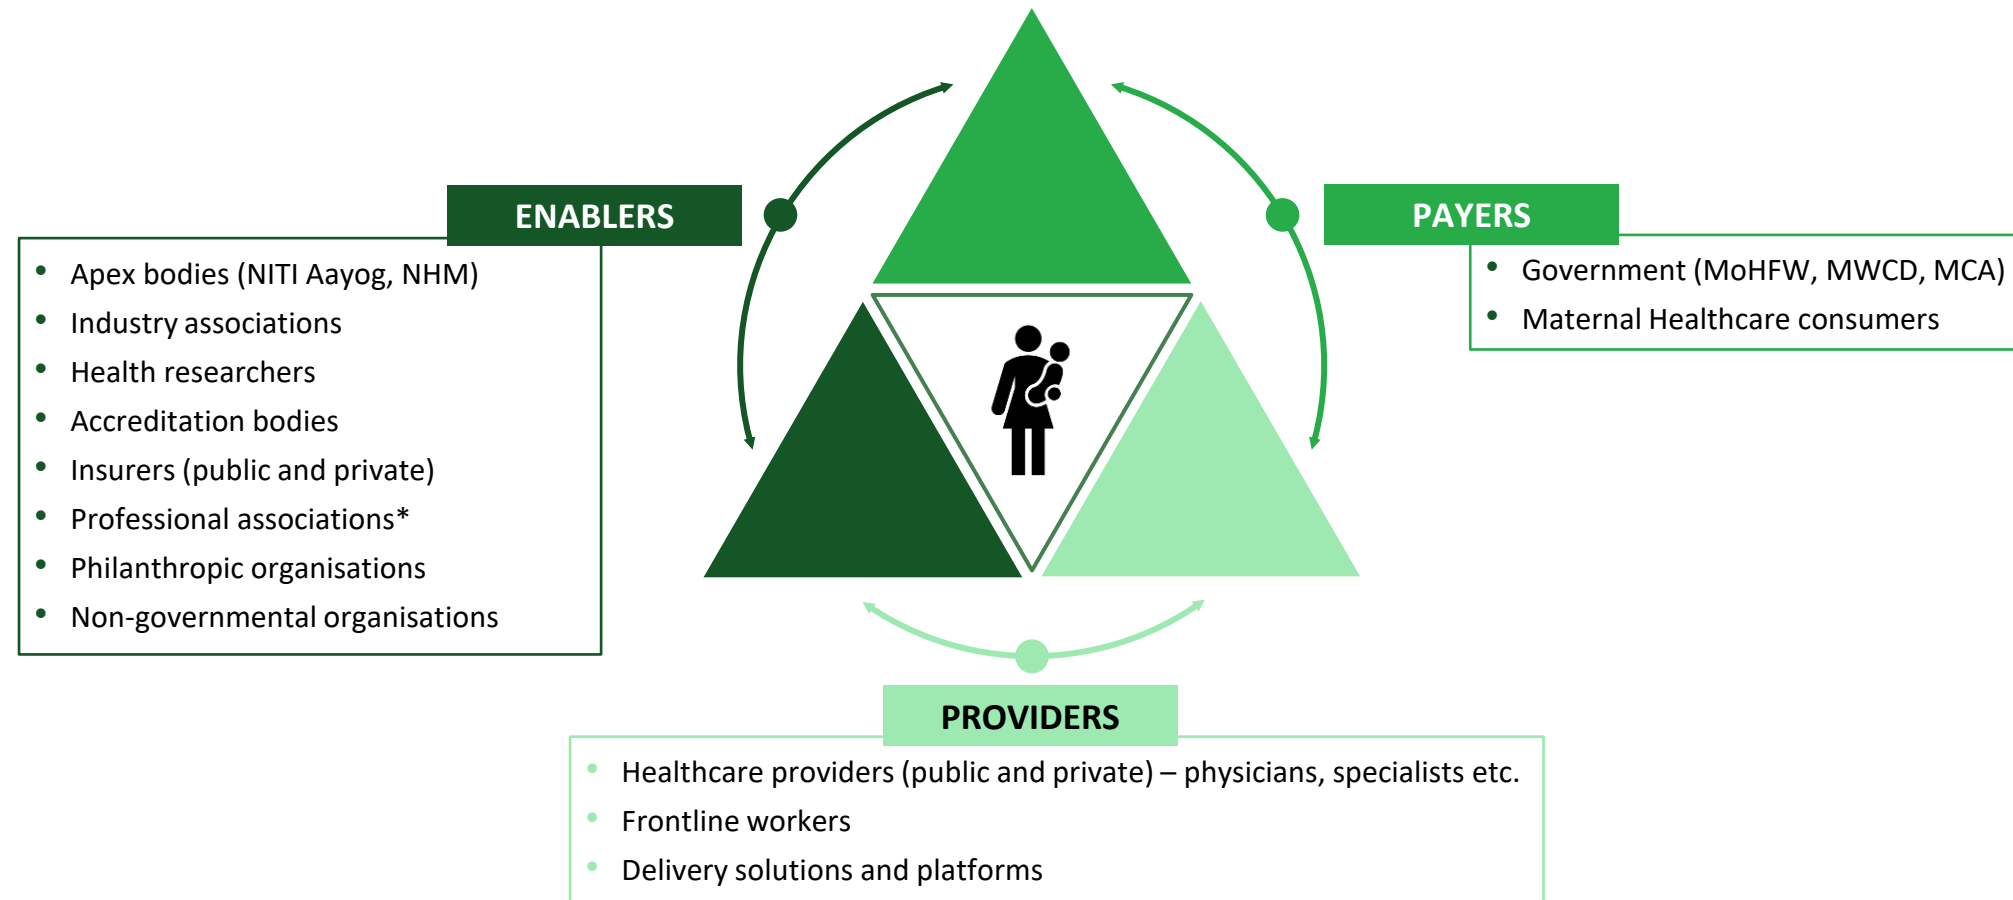 ENABLERS
• Apex bodies (NITI Aayog, NHM)
• Industry associations
• Health researchers
• Accreditation bodies
• Insurers (public and private)
• Professional associations*
• Philanthropic organisations
• Non-governmental organisations
PAYERS
• Government (MoHFW, MWCD, MCA)
• Maternal Healthcare consumers
PROVIDERS
• Healthcare providers (public and private) – physicians, specialists etc.
• Frontline workers
• Delivery solutions and platforms